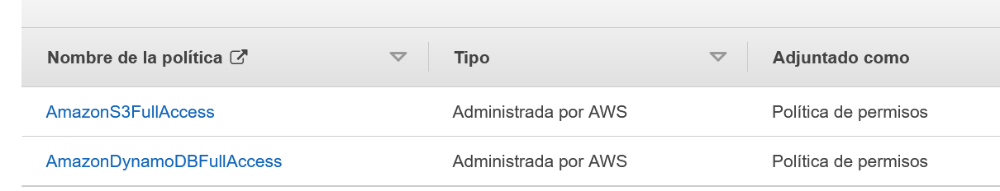 Nombre de la política Tipo Adjuntado como
AmazonS3FullAccess Administrada por AWS Política de permisos
AmazonDynamoDBFullAccess Administrada por AWS Política de permisos